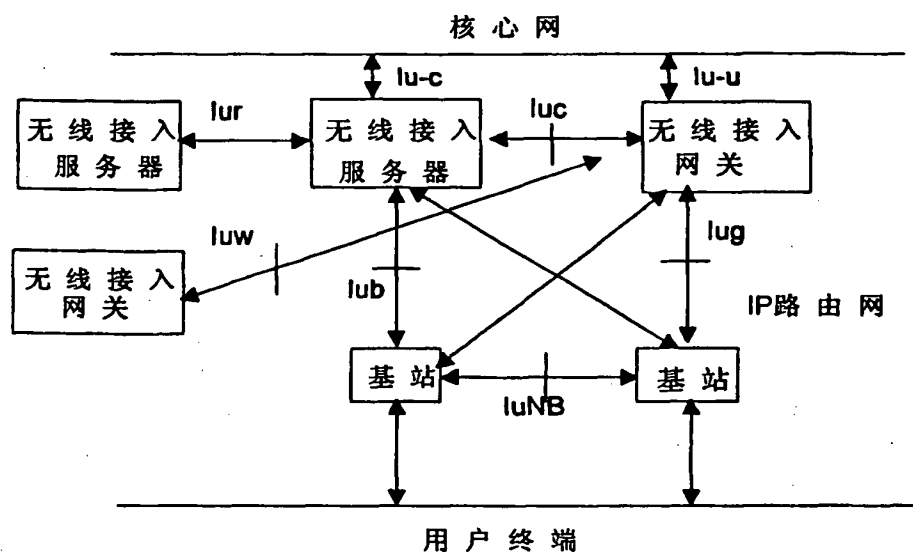 核心网
Iu-c
Iu-u
无线接入
服务器
Iur
无线接入
服务器
Iuc
无线接入
网关
Iuw
Iug
无线接入
网关
Iub
IP路由网
基站
基站
IuNB
用户终端